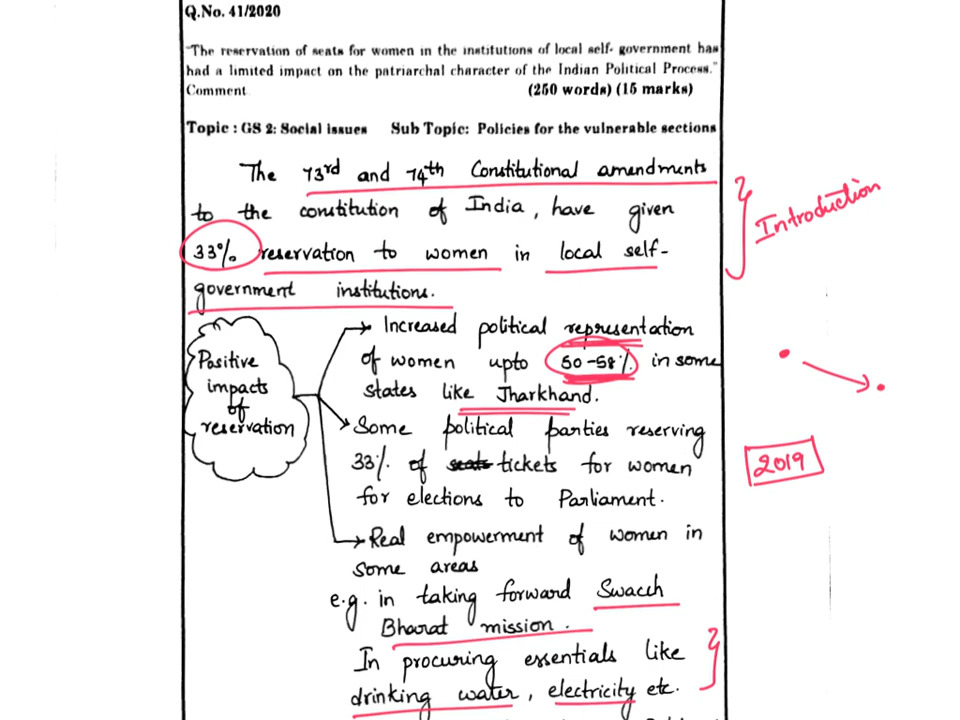 Q.No. 41/2020
"The reservation of seats for women in the institutions of local self- government has
had a limited impact on the patriarchal character of the Indian Political Process."
Comment (250 words) (15 marks)
Topic : GS 2: Social issues Sub Topic: Policies for the vulnerable sections
The 73rd and 74th Constitutional amendments
to the constitution of India, have given
33% reservation to women in local self-
government institutions.
Introduction
Positive
impacts
of
reservation
Increased political representation
of women upto 50-58% in some
states like Jharkhand.
Some political parties reserving
33% of seats tickets for women
for elections to Parliament.
2019
Real empowerment of women in
some areas
e.g. in taking forward Swacch
Bharat mission.
In procuring essentials like
drinking water, electricity etc.